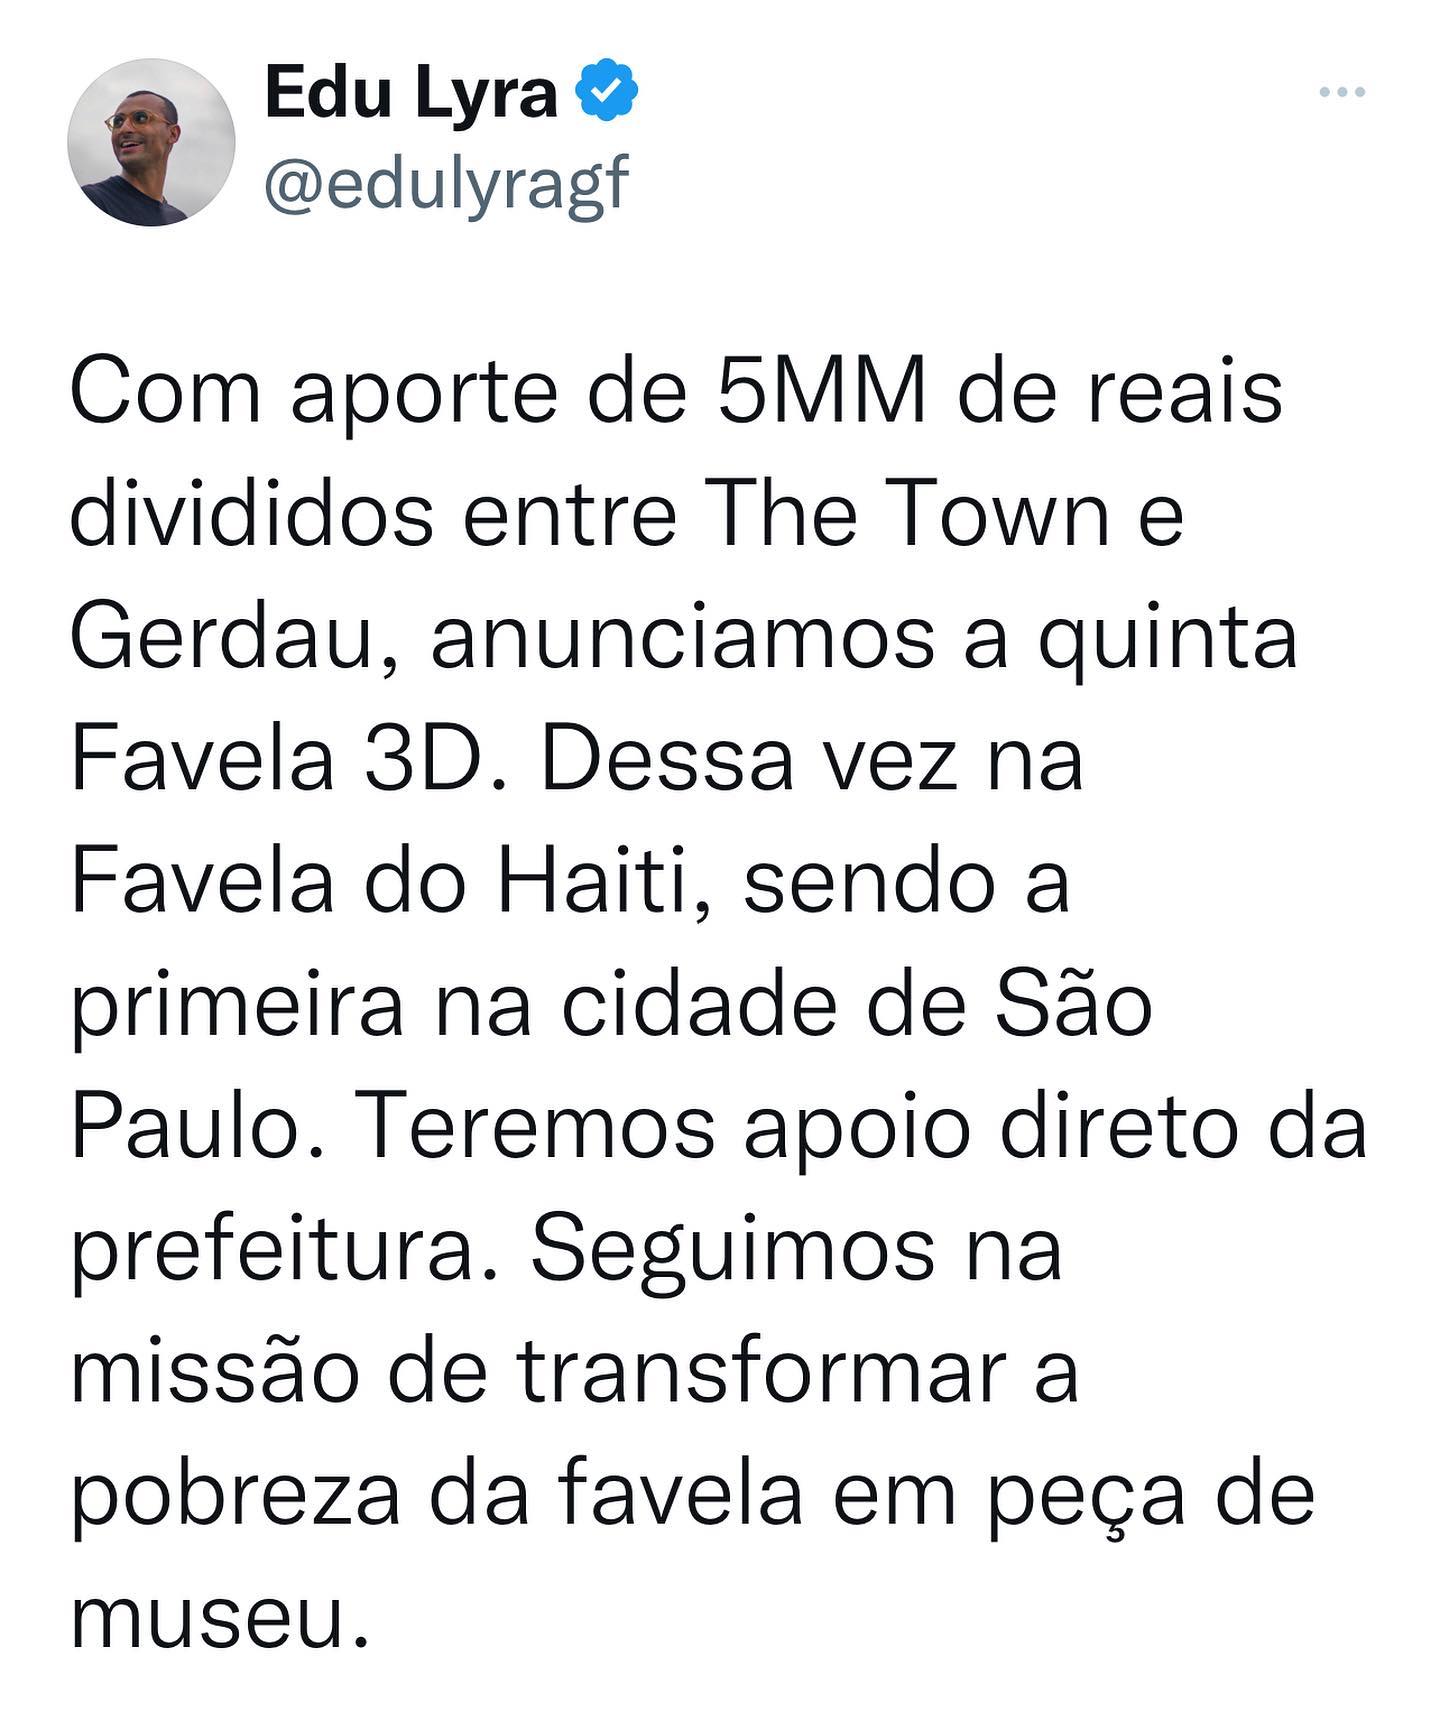 Edu Lyra
@edulyragf
Com aporte de 5MM de reais
divididos entre The Town e
Gerdau, anunciamos a quinta
Favela 3D. Dessa vez na
Favela do Haiti, sendo a
primeira na cidade de São
Paulo. Teremos apoio direto da
prefeitura. Seguimos na
missão de transformar a
pobreza da favela em peça de
museu.